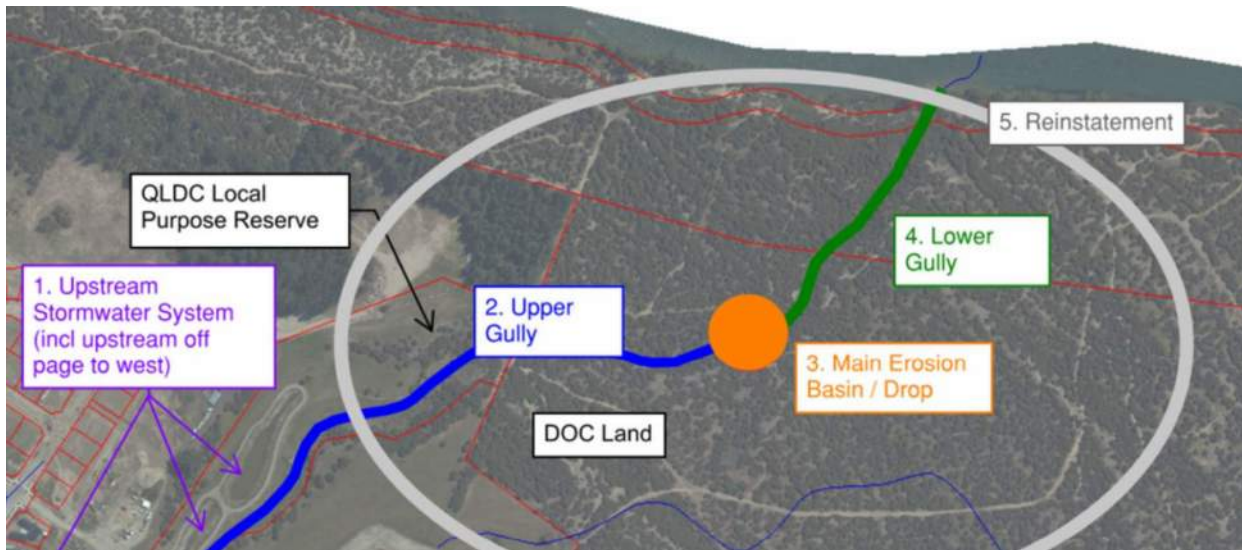 5. Reinstatement
QLDC Local
Purpose Reserve
4. Lower
Gully
1. Upstream
Stormwater System
(incl upstream off
page to west)
2. Upper
Gully
3. Main Erosion
Basin / Drop
DOC Land